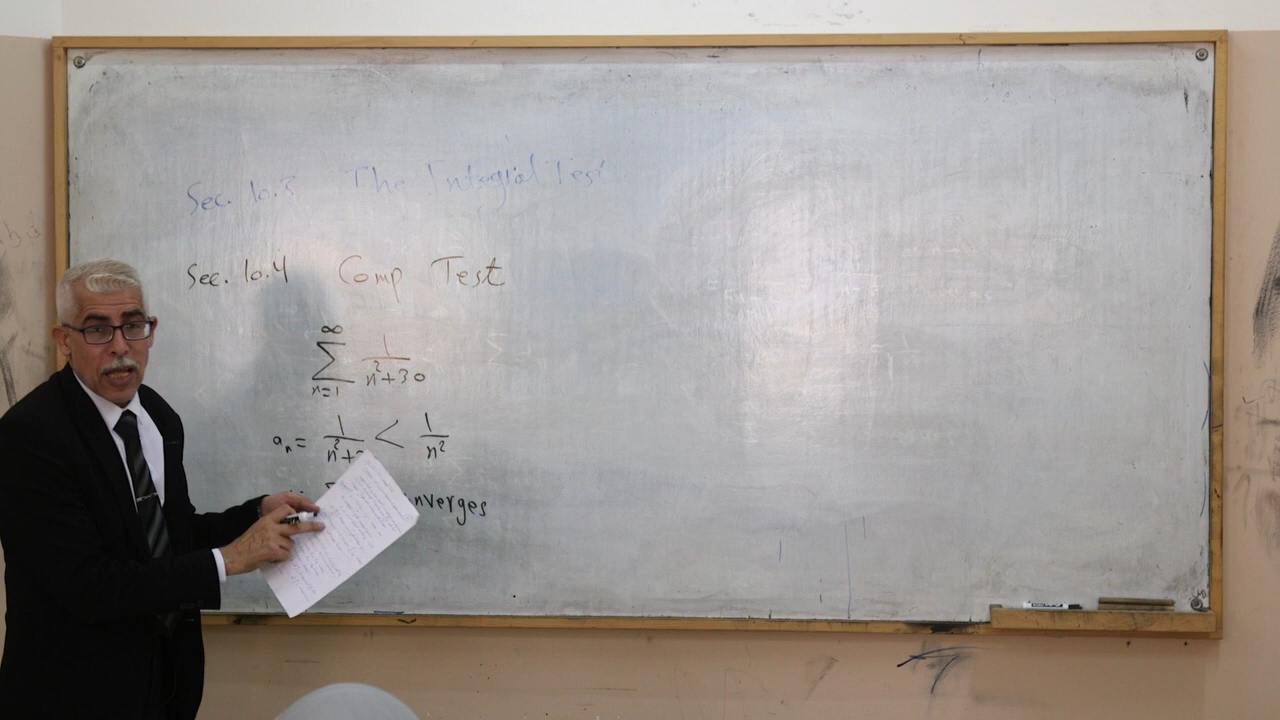 Sec. 10.3 The Integral Test
Sec. 10.4 Comp Test
∞
∑ 1/(n²+30)
n=1
aₙ = 1/(n²+ < 1/n²
nverges